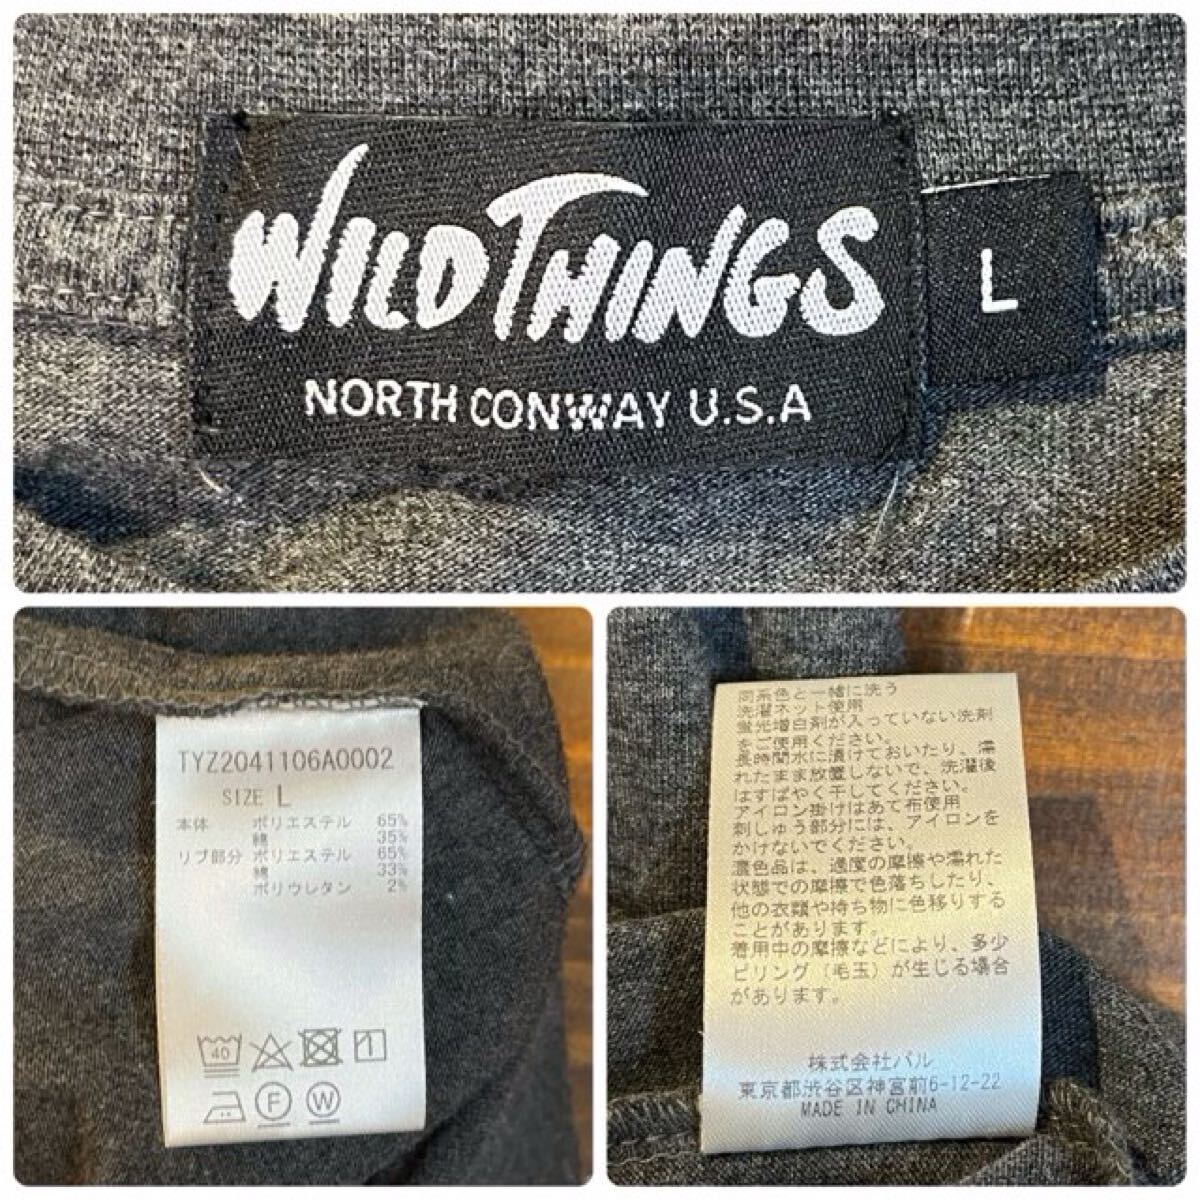 WILDTHINGS
NORTH CONWAY U.S.A
L
TYZ2041106A0002
SIZE L
本体 ポリエステル 65%
綿 35%
リブ部分 ポリエステル 65%
綿 33%
ポリウレタン 2%
40
F W
同系色と一緒に洗う
洗濯ネット使用
蛍光増白剤が入っていない洗剤
をご使用ください。
長時間水に漬けておいたり、濡
れたまま放置しないで、洗濯後
はすばやく干してください。
アイロン掛けはあて布使用
刺しゅう部分には、アイロンを
かけないでください。
濃色品は、過度の摩擦や濡れた
状態での摩擦で色落ちしたり、
他の衣類や持ち物に色移りする
ことがあります。
着用中の摩擦などにより、多少
ピリング（毛玉）が生じる場合
があります。
株式会社パル
東京都渋谷区神宮前6-12-22
MADE IN CHINA